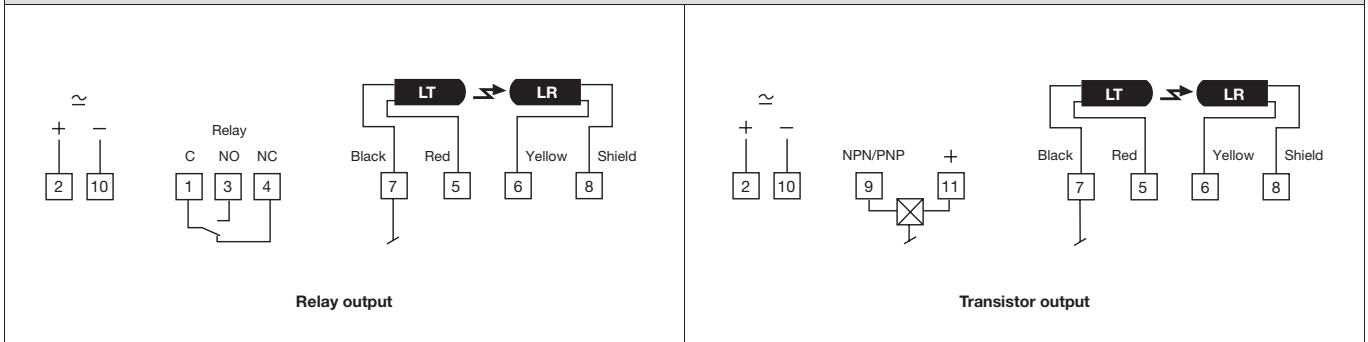 LT LR
≃
+ −
Relay
C NO NC
Black Red Yellow Shield
2 10 1 3 4 7 5 6 8
Relay output
LT LR
≃
+ −
NPN/PNP +
Black Red Yellow Shield
2 10 9 11 7 5 6 8
Transistor output